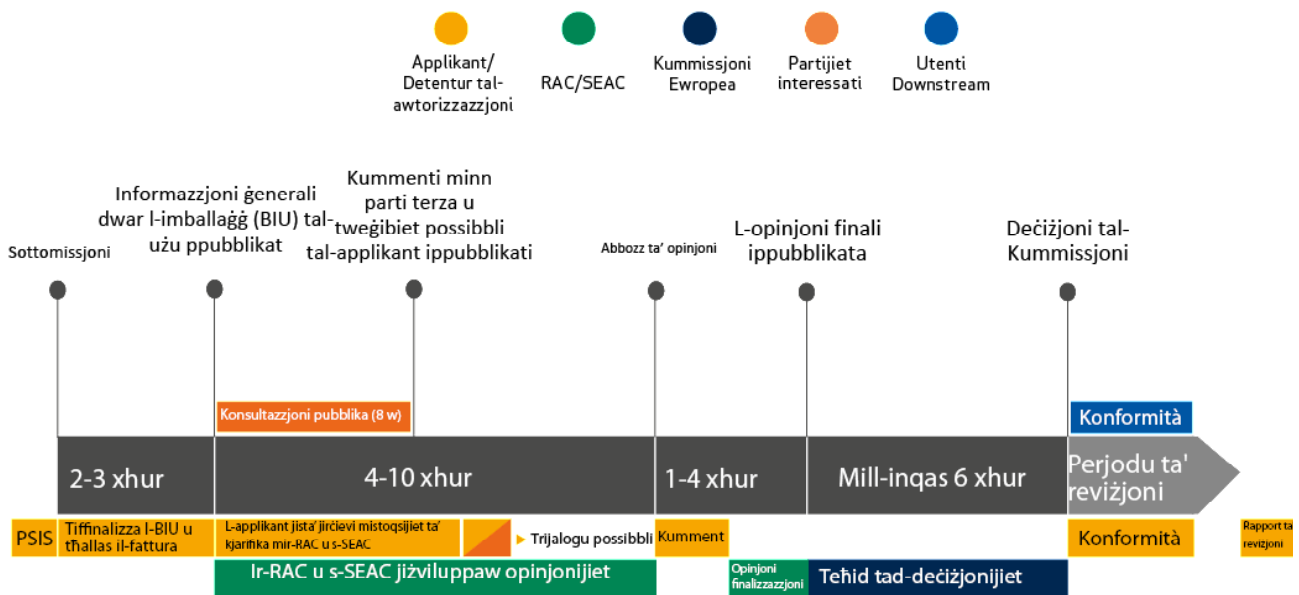 Applikant/
Detentur tal-
awtorizzazzjoni
RAC/SEAC
Kummissjoni
Ewropea
Partijiet
interessati
Utenti
Downstream
Sottomissjoni
Informazzjoni ġenerali
dwar l-imballaġġ (BIU) tal-
użu ppubblikat
Kummenti minn
parti terza u
tweġibiet possibbli
tal-applikant ippubblikati
Abbozz ta’ opinjoni
L-opinjoni finali
ippubblikata
Deċiżjoni tal-
Kummissjoni
Konsultazzjoni pubblika (8 w)
Konformità
2-3 xhur
4-10 xhur
1-4 xhur
Mill-inqas 6 xhur
Perjodu ta'
reviżjoni
PSIS
Tiffinalizza l-BIU u
tħallas il-fattura
L-applikant jista’ jirċievi mistoqsijiet ta’
kjarifika mir-RAC u s-SEAC
Trijalogu possibbli
Kumment
Konformità
Rapport ta
reviżjoni
Ir-RAC u s-SEAC jiżviluppaw opinjonijiet
Opinjoni
finalizzazzjoni
Teħid tad-deċiżjonijiet